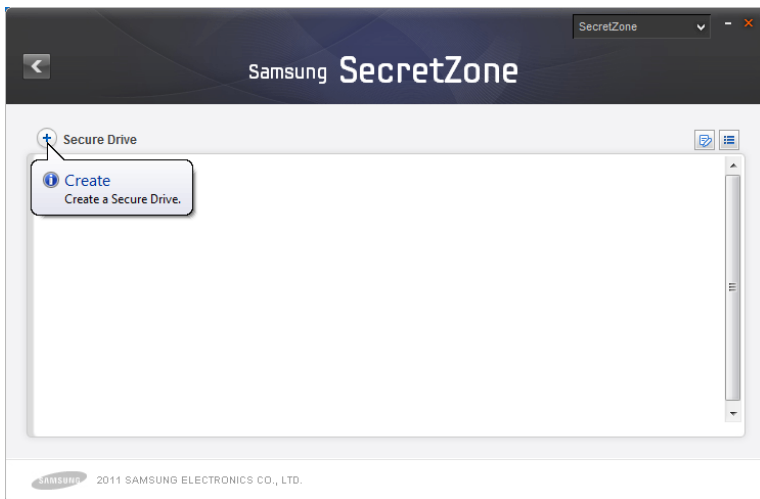 SecretZone
Samsung SecretZone
Secure Drive
Create
Create a Secure Drive.
SAMSUNG 2011 SAMSUNG ELECTRONICS CO., LTD.